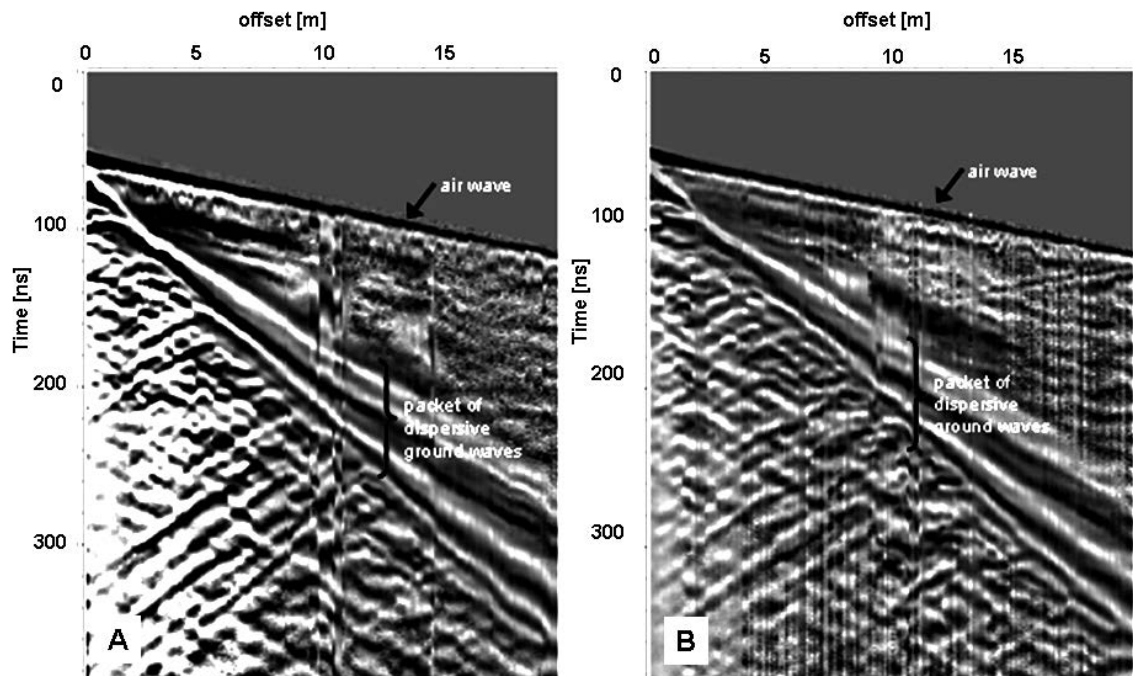 offset [m]
0 5 10 15
0
100
200
300
Time [ns]
air wave
packet of
dispersive
ground waves
A
offset [m]
0 5 10 15
0
100
200
300
Time [ns]
air wave
packet of
dispersive
ground waves
B